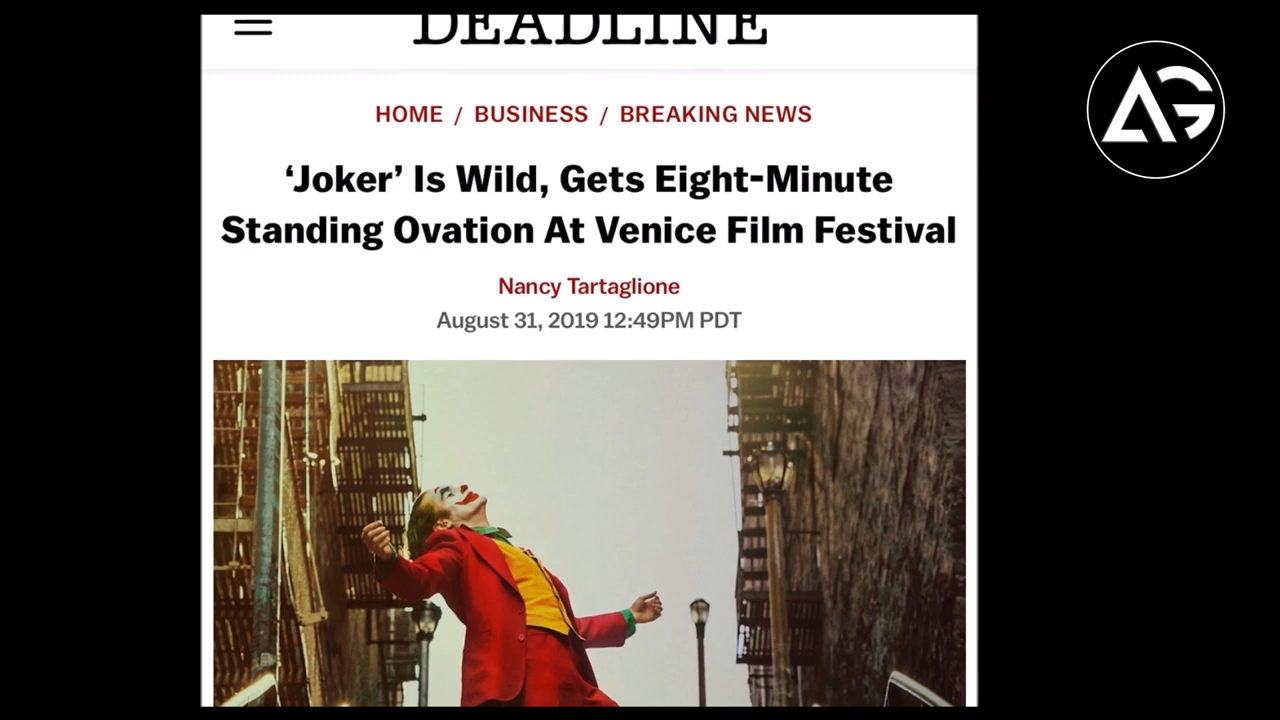 DEADLINE
AG
HOME / BUSINESS / BREAKING NEWS
‘Joker’ Is Wild, Gets Eight-Minute
Standing Ovation At Venice Film Festival
Nancy Tartaglione
August 31, 2019 12:49PM PDT